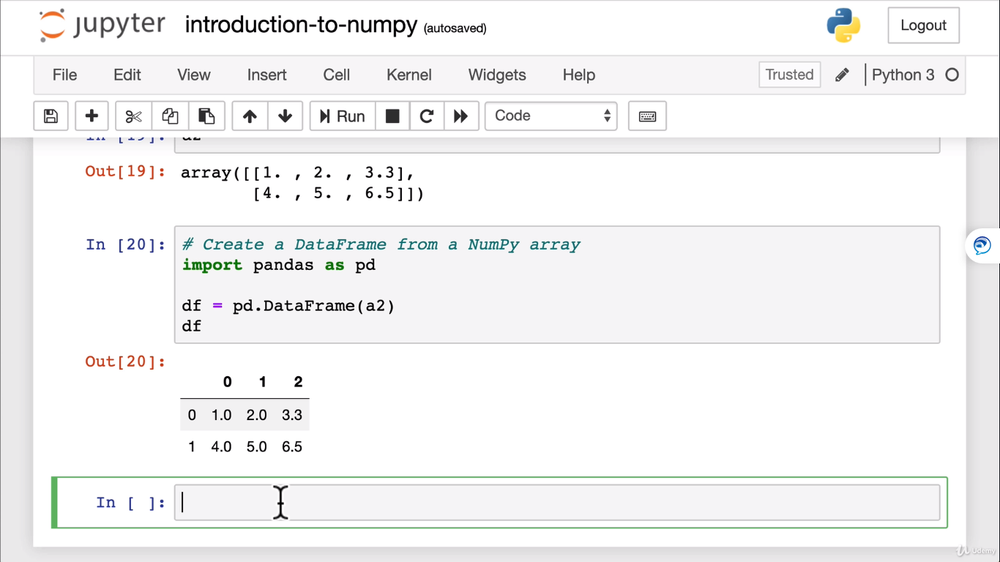 jupyter introduction-to-numpy (autosaved) Logout
File Edit View Insert Cell Kernel Widgets Help Trusted Python 3
Run Code
In [19]: a2
Out[19]: array([[1. , 2. , 3.3],
[4. , 5. , 6.5]])
In [20]: # Create a DataFrame from a NumPy array
import pandas as pd
df = pd.DataFrame(a2)
df
Out[20]:
0 1 2
0 1.0 2.0 3.3
1 4.0 5.0 6.5
In [ ]:
Udemy